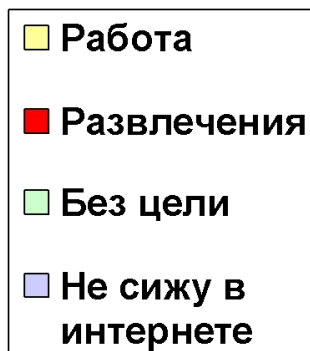 Работа
Развлечения
Без цели
Не сижу в
интернете